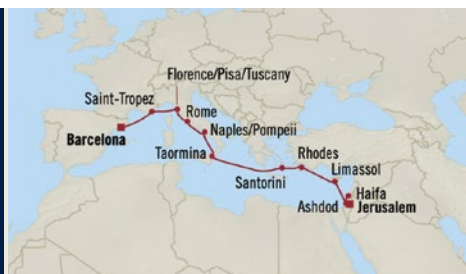 Florence/Pisa/Tuscany
Saint-Tropez
Rome
Barcelona
Naples/Pompeii
Taormina
Rhodes
Santorini
Limassol
Haifa
Ashdod
Jerusalem